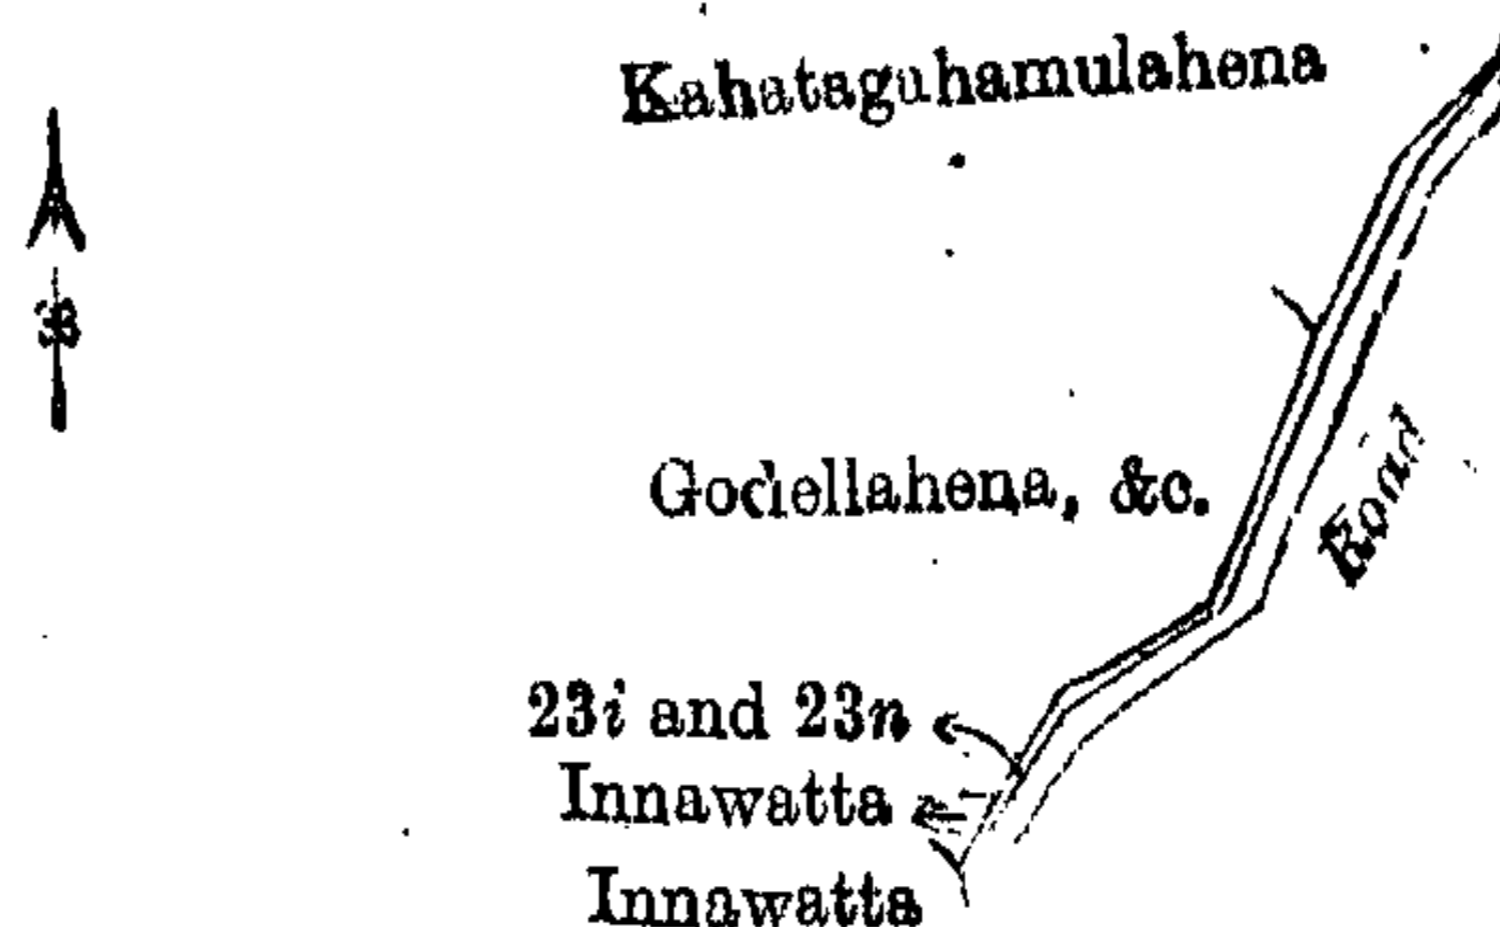 Kahataguhamulahena
Godellahena, &c.
Road
23i and 23n
Innawatta
Innawatta